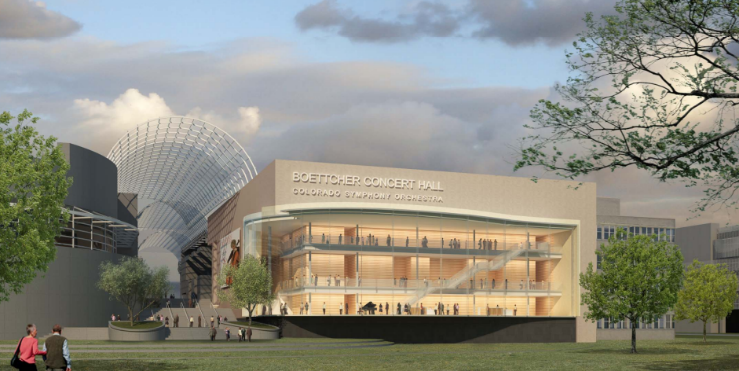 BOETTCHER CONCERT HALL
COLORADO SYMPHONY ORCHESTRA